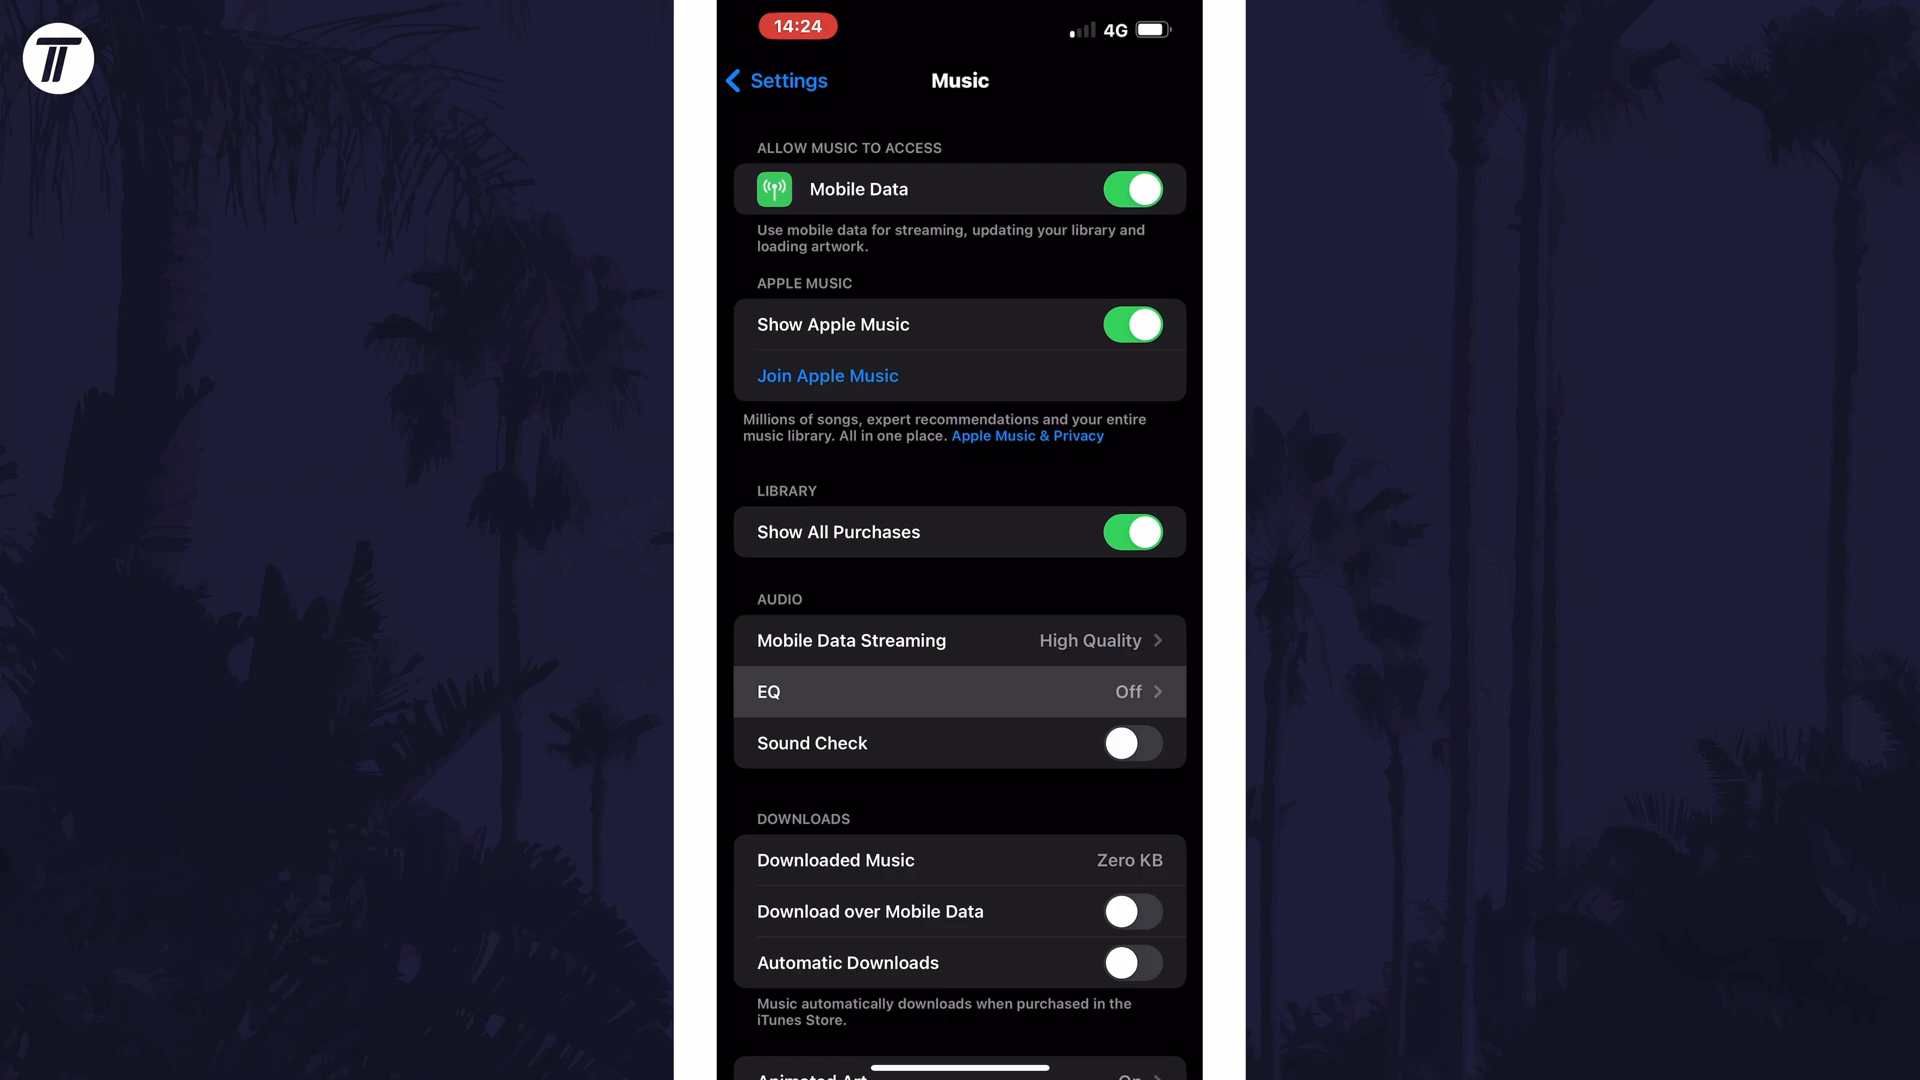 14:24
4G
Settings
Music
ALLOW MUSIC TO ACCESS
Mobile Data
Use mobile data for streaming, updating your library and
loading artwork.
APPLE MUSIC
Show Apple Music
Join Apple Music
Millions of songs, expert recommendations and your entire
music library. All in one place. Apple Music & Privacy
LIBRARY
Show All Purchases
AUDIO
Mobile Data Streaming High Quality
EQ Off
Sound Check
DOWNLOADS
Downloaded Music Zero KB
Download over Mobile Data
Automatic Downloads
Music automatically downloads when purchased in the
iTunes Store.
Animated Art On